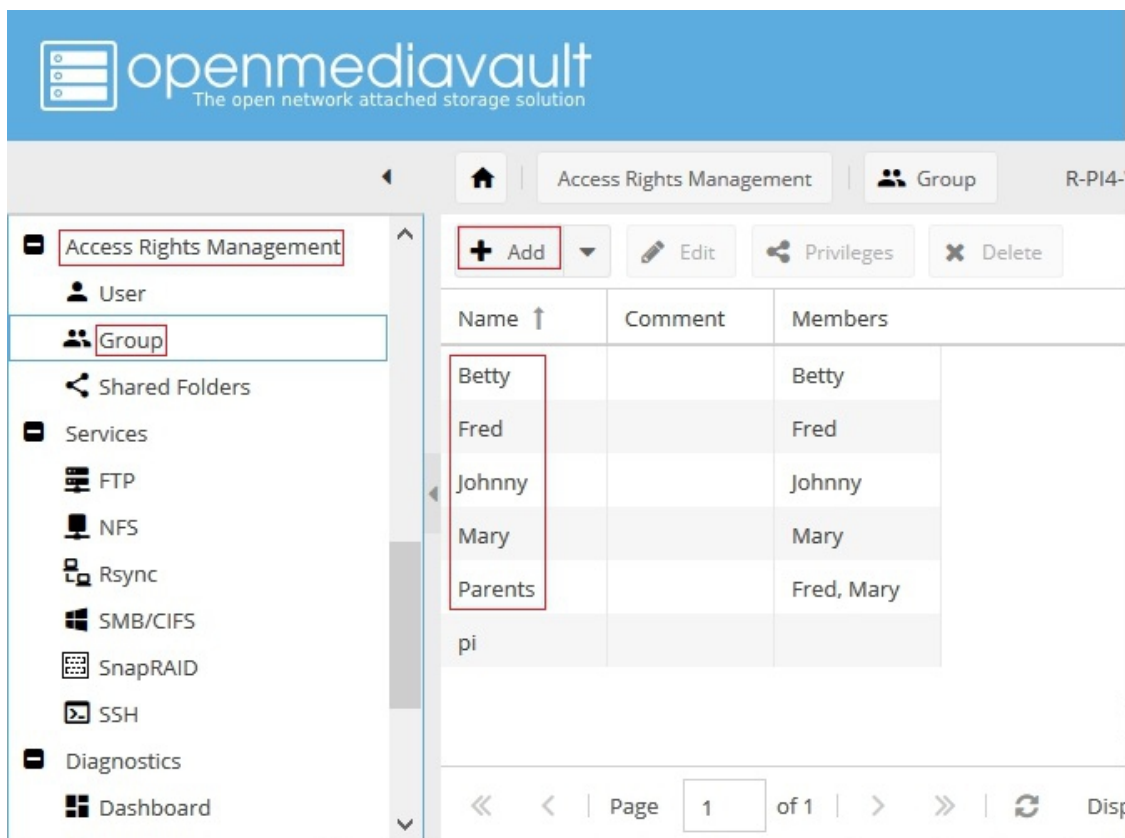 openmediavault
The open network attached storage solution
Access Rights Management
Group
R-PI4-
Access Rights Management
User
Group
Shared Folders
Services
FTP
NFS
Rsync
SMB/CIFS
SnapRAID
SSH
Diagnostics
Dashboard
Add Edit Privileges Delete
Name Comment Members
Betty Betty
Fred Fred
Johnny Johnny
Mary Mary
Parents Fred, Mary
pi
Page 1 of 1 Disp